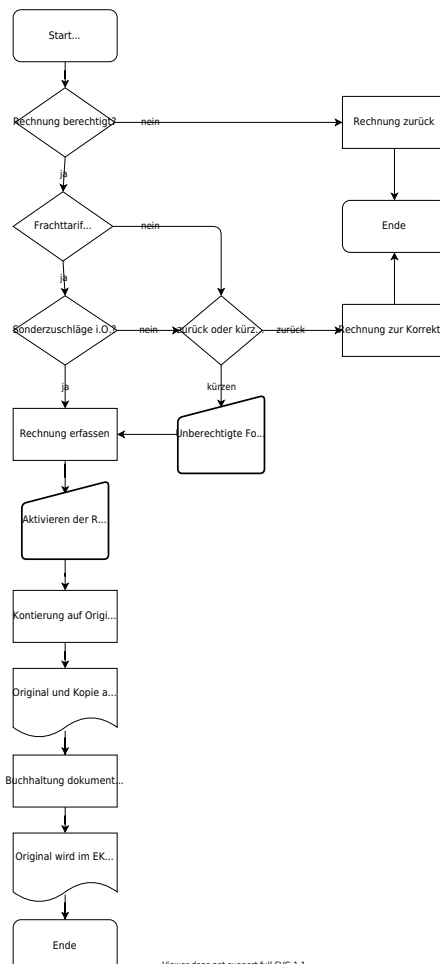 Start...
Rechnung berechtigt?
nein
Rechnung zurück
ja
Frachttarif...
nein
Ende
ja
Sonderzuschläge i.O.?
nein
zurück oder kürz...
zurück
Rechnung zur Korrekt
ja
kürzen
Rechnung erfassen
Unberechtigte Fo...
Aktivieren der R...
Kontierung auf Origi...
Original und Kopie a...
Buchhaltung dokument...
Original wird im EK...
Ende
Viewer does not support full SVG 1.1